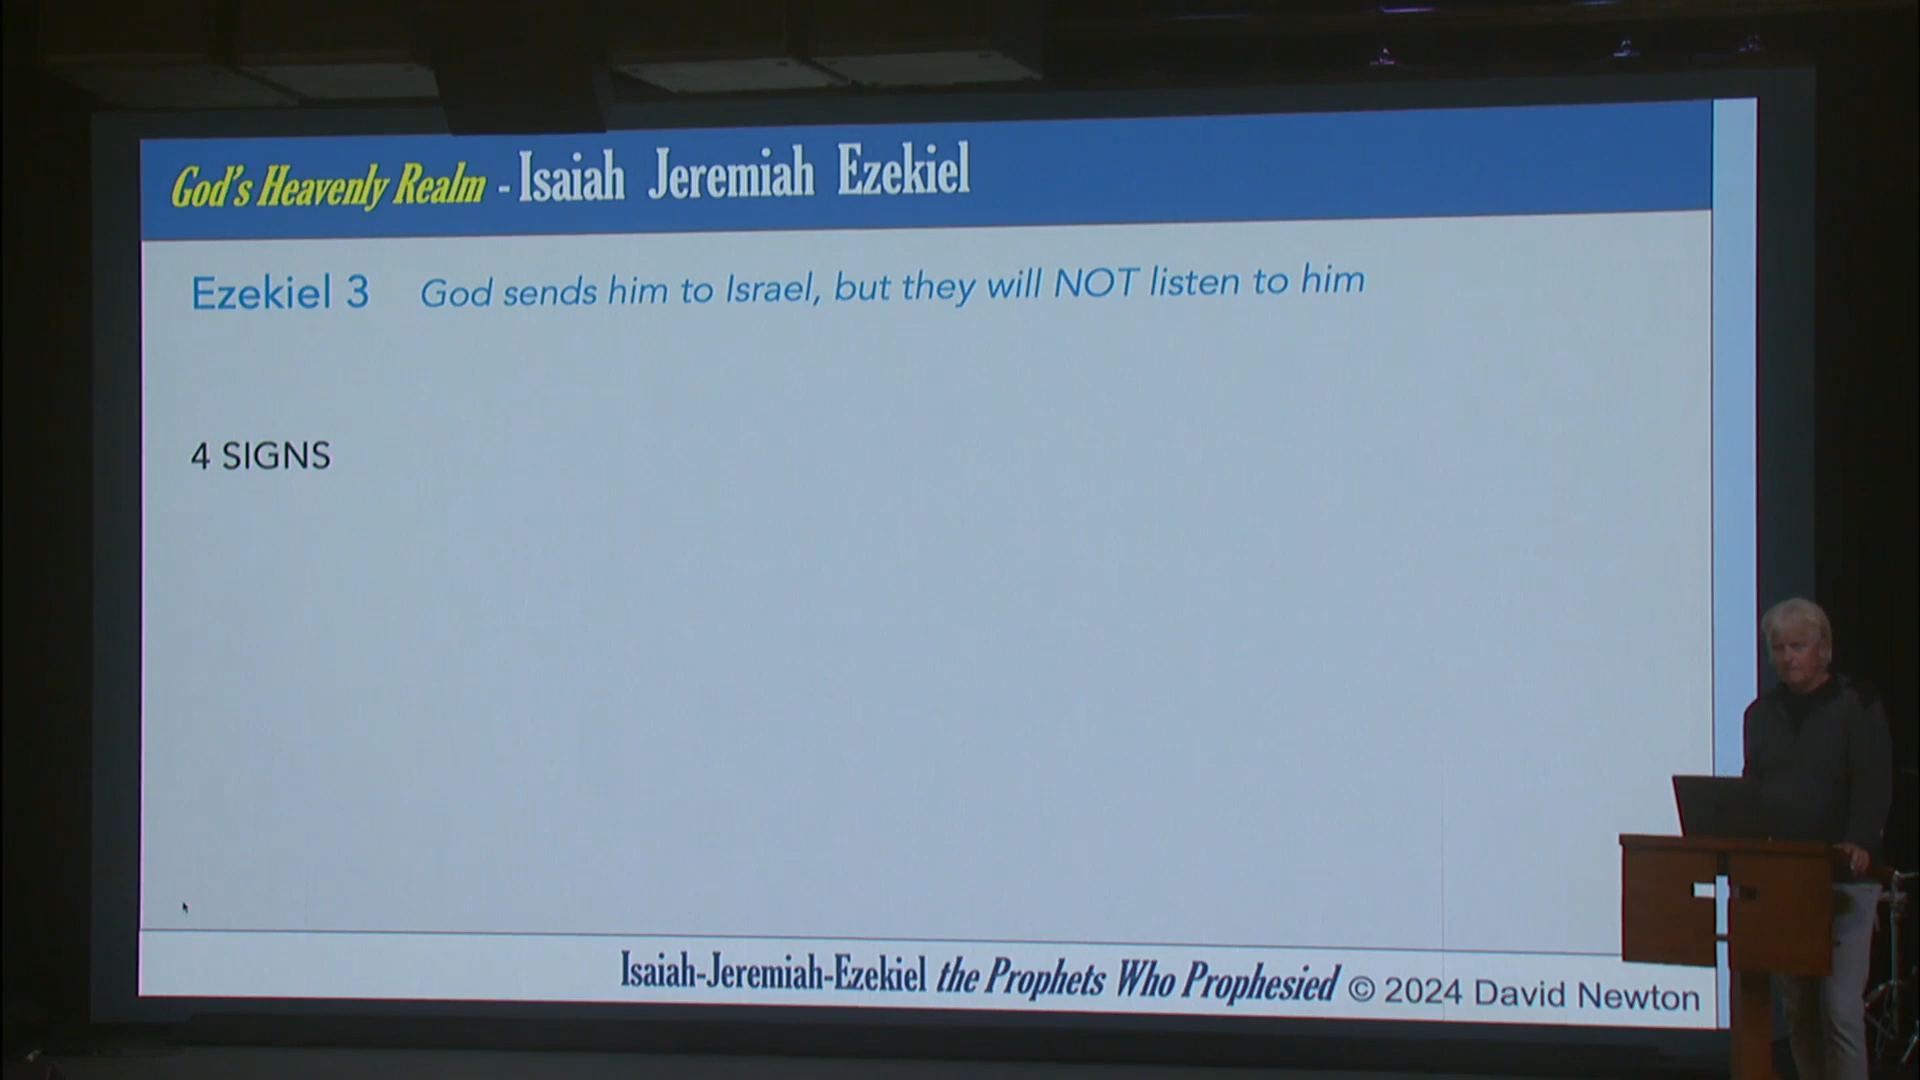 God's Heavenly Realm - Isaiah Jeremiah Ezekiel
Ezekiel 3 God sends him to Israel, but they will NOT listen to him
4 SIGNS
Isaiah-Jeremiah-Ezekiel the Prophets Who Prophesied © 2024 David Newton